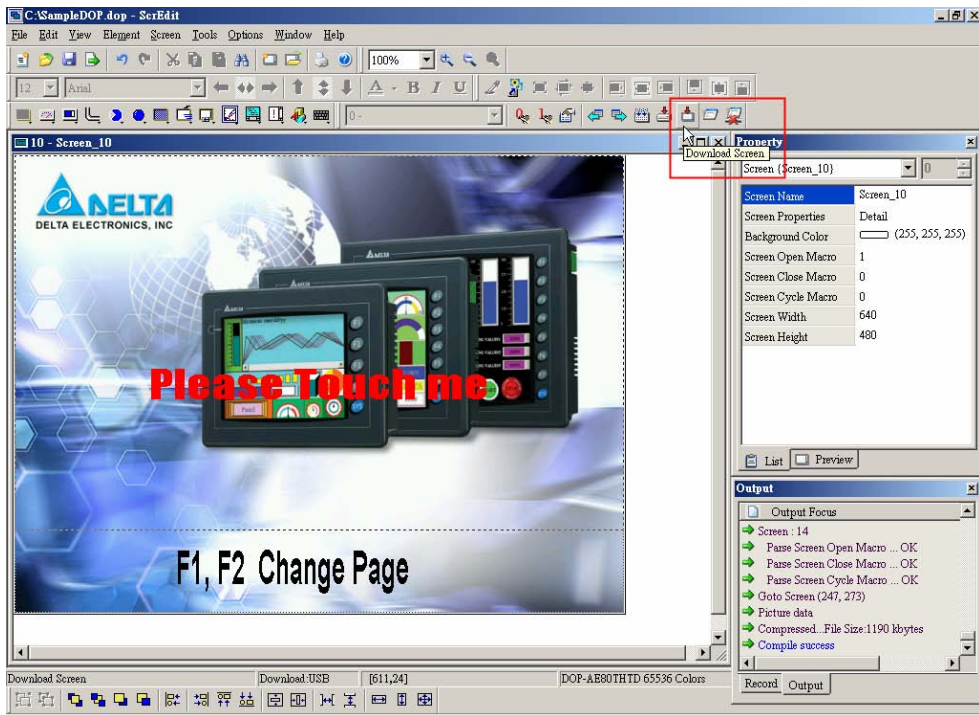 C:\SampleDOP.dop - ScrEdit
File Edit View Element Screen Tools Options Window Help
100%
12 Arial A B I U
0 -
Download Screen
10 - Screen_10
DELTA
DELTA ELECTRONICS, INC
Please Touch me
F1, F2 Change Page
Property
Screen {Screen_10} 0
Screen Name Screen_10
Screen Properties Detail
Background Color (255, 255, 255)
Screen Open Macro 1
Screen Close Macro 0
Screen Cycle Macro 0
Screen Width 640
Screen Height 480
List Preview
Output
Output Focus
Screen : 14
Parse Screen Open Macro ... OK
Parse Screen Close Macro ... OK
Parse Screen Cycle Macro ... OK
Goto Screen (247, 273)
Picture data
Compressed...File Size:1190 kbytes
Compile success
Record Output
Download Screen Download:USB [611,24] DOP-AE80THTD 65536 Colors